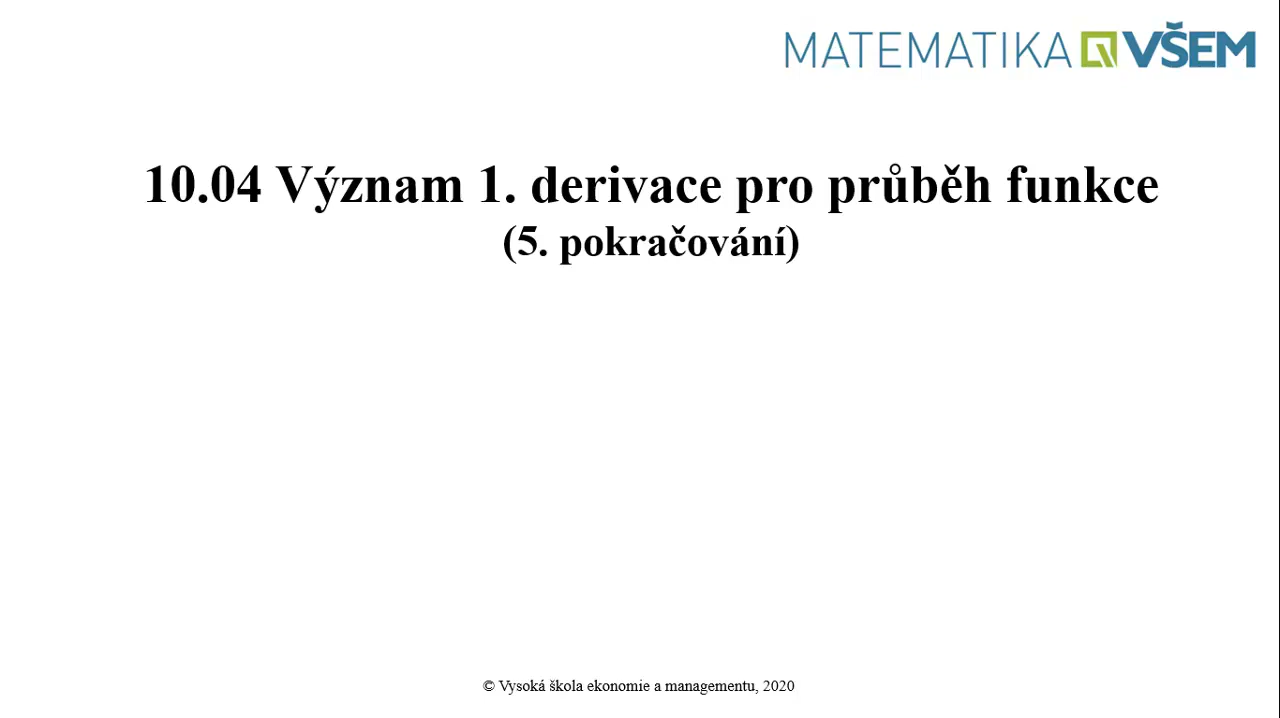 MATEMATIKA VŠEM
10.04 Význam 1. derivace pro průběh funkce
(5. pokračování)
© Vysoká škola ekonomie a managementu, 2020